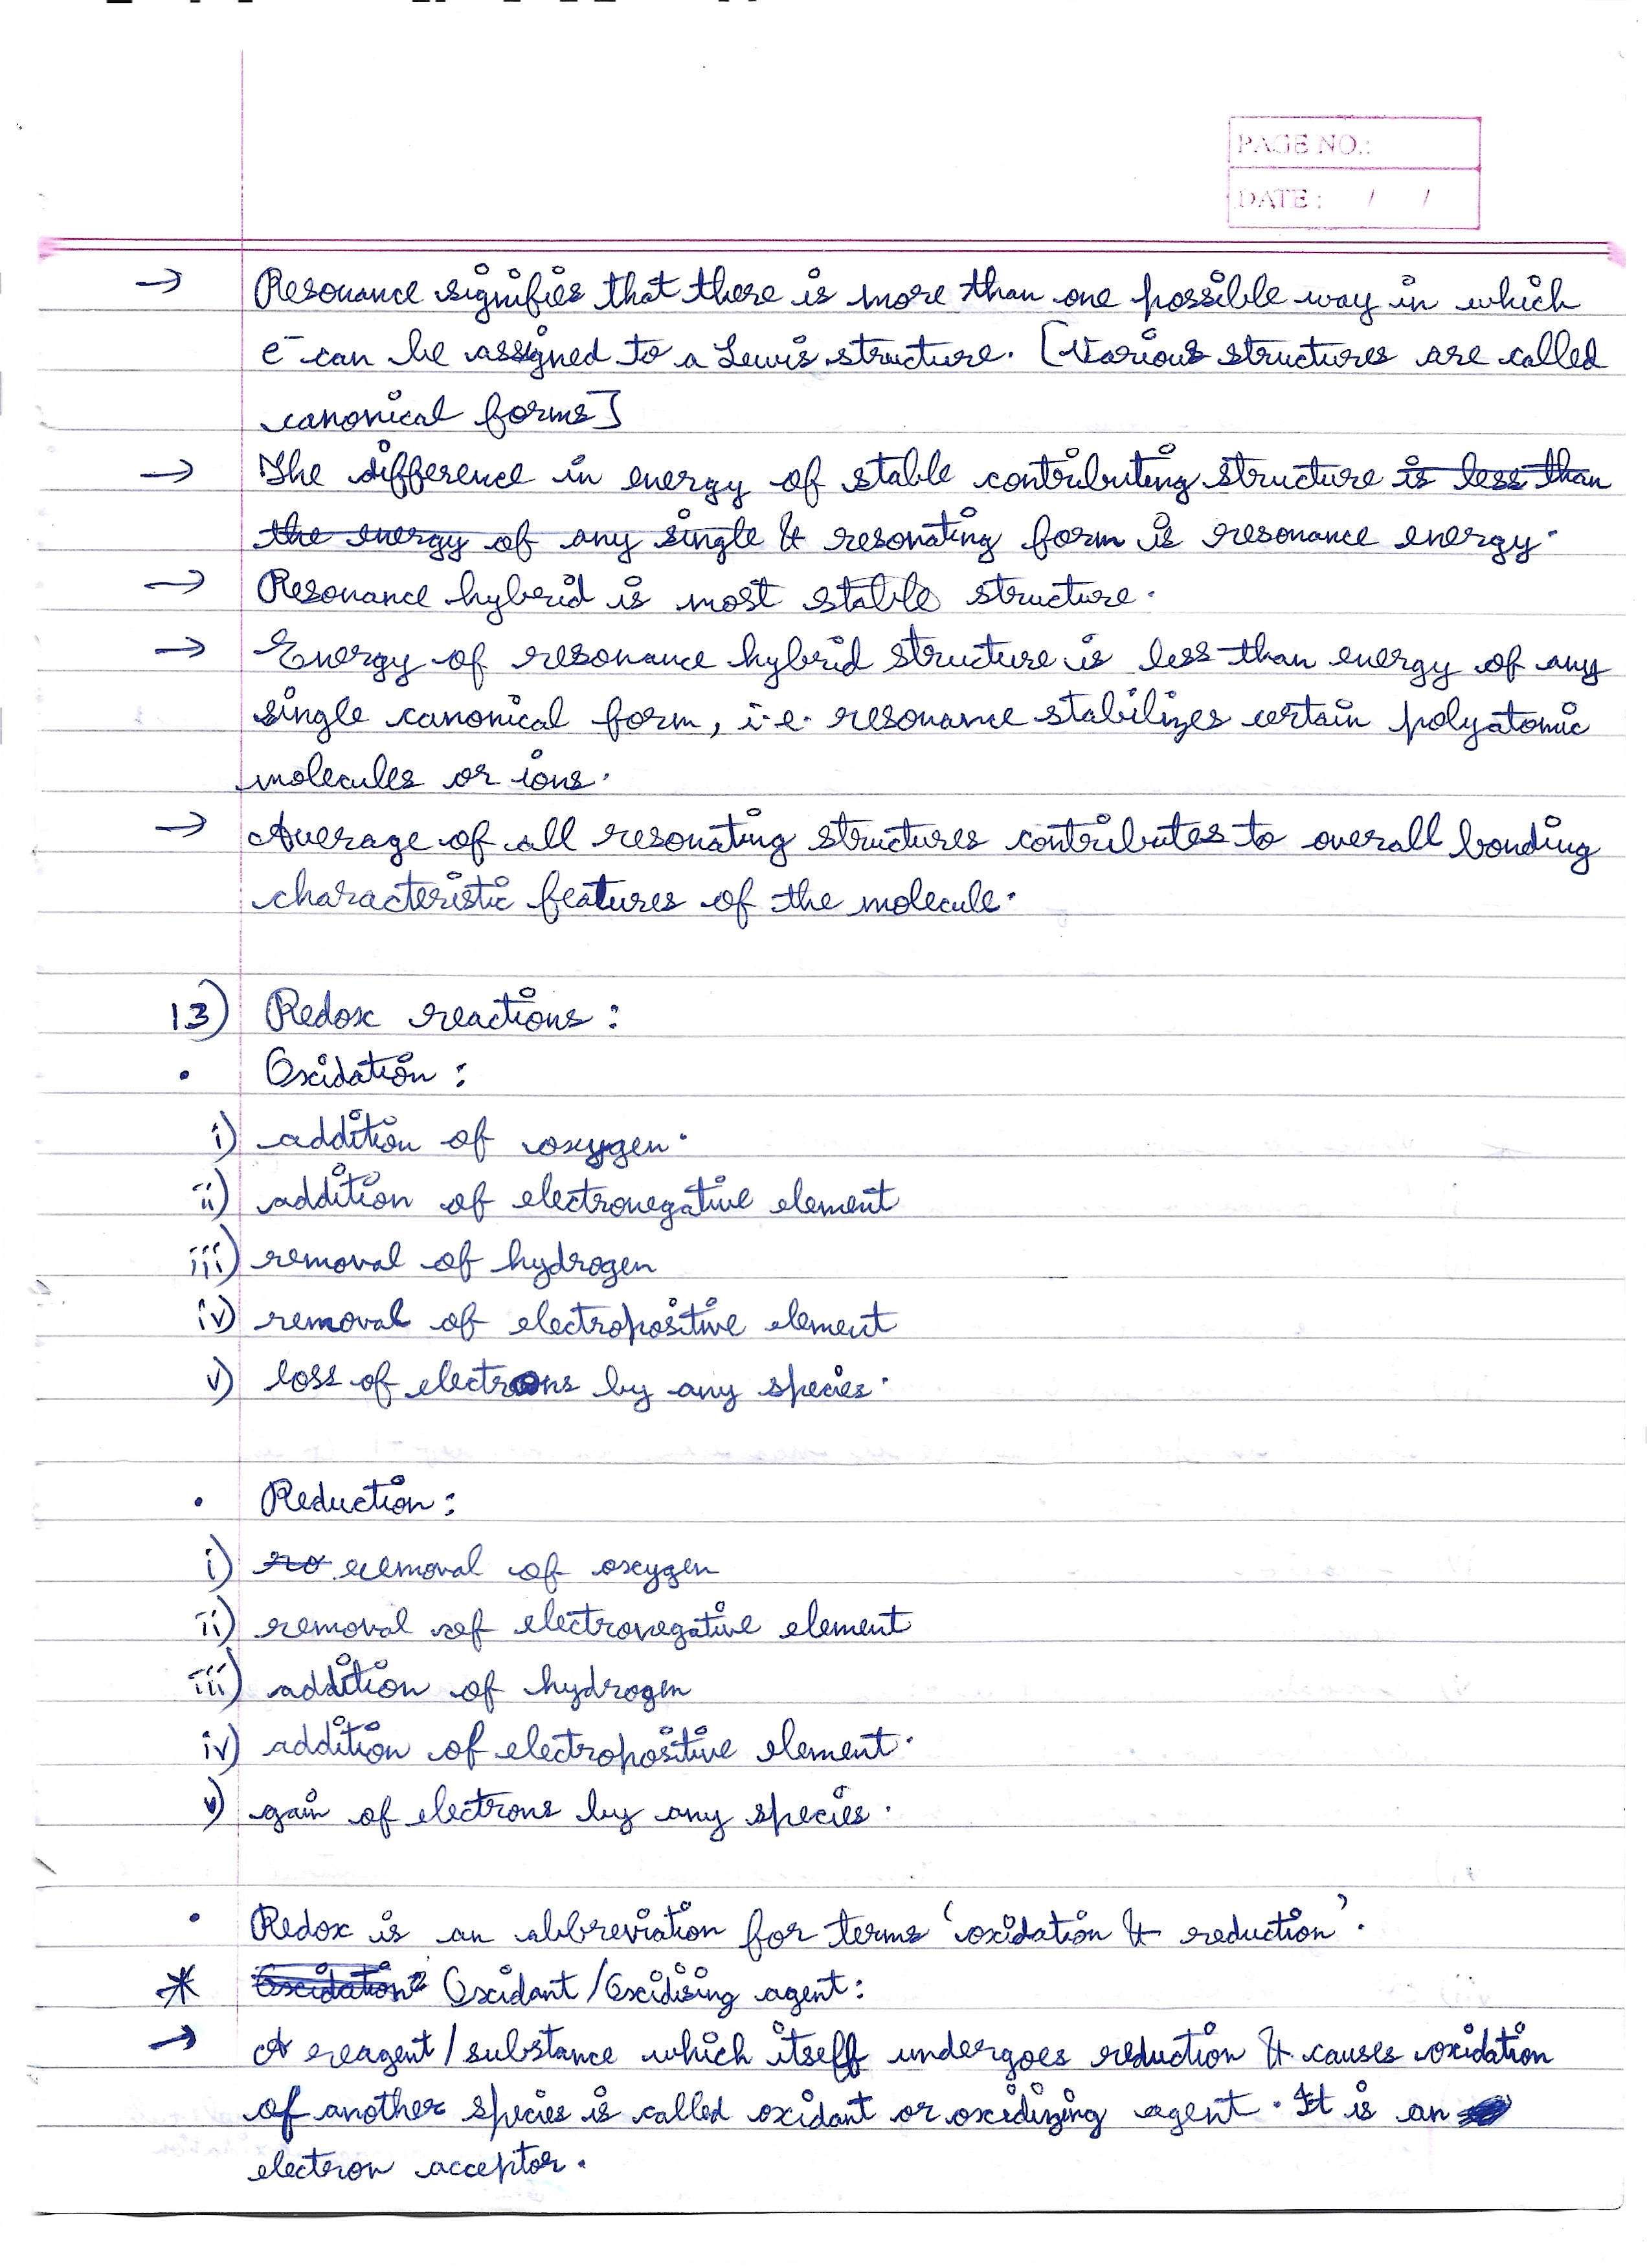 PAGE NO.:
DATE : / /
→ Resonance signifies that there is more than one possible way in which
e⁻ can be assigned to a Lewis structure. [Various structures are called
canonical forms]
→ The difference in energy of stable contributing structure ~~is less than~~
~~the energy of any single~~ & resonating form is resonance energy.
→ Resonance hybrid is most stable structure.
→ Energy of resonance hybrid structure is less than energy of any
single canonical form, i.e. resonance stabilizes certain polyatomic
molecules or ions.
→ Average of all resonating structures contributes to overall bonding
characteristic features of the molecule.
13) Redox reactions :
• Oxidation :
i) addition of oxygen.
ii) addition of electronegative element
iii) removal of hydrogen
iv) removal of electropositive element
v) loss of electrons by any species.
• Reduction :
i) ~~ro~~ removal of oxygen
ii) removal of electronegative element
iii) addition of hydrogen
iv) addition of electropositive element.
v) gain of electrons by any species.
• Redox is an abbreviation for terms 'oxidation & reduction'.
* ~~Oxidation~~ Oxidant / Oxidising agent :
→ A reagent / substance which itself undergoes reduction & causes oxidation
of another species is called oxidant or oxidizing agent. It is an
electron acceptor.